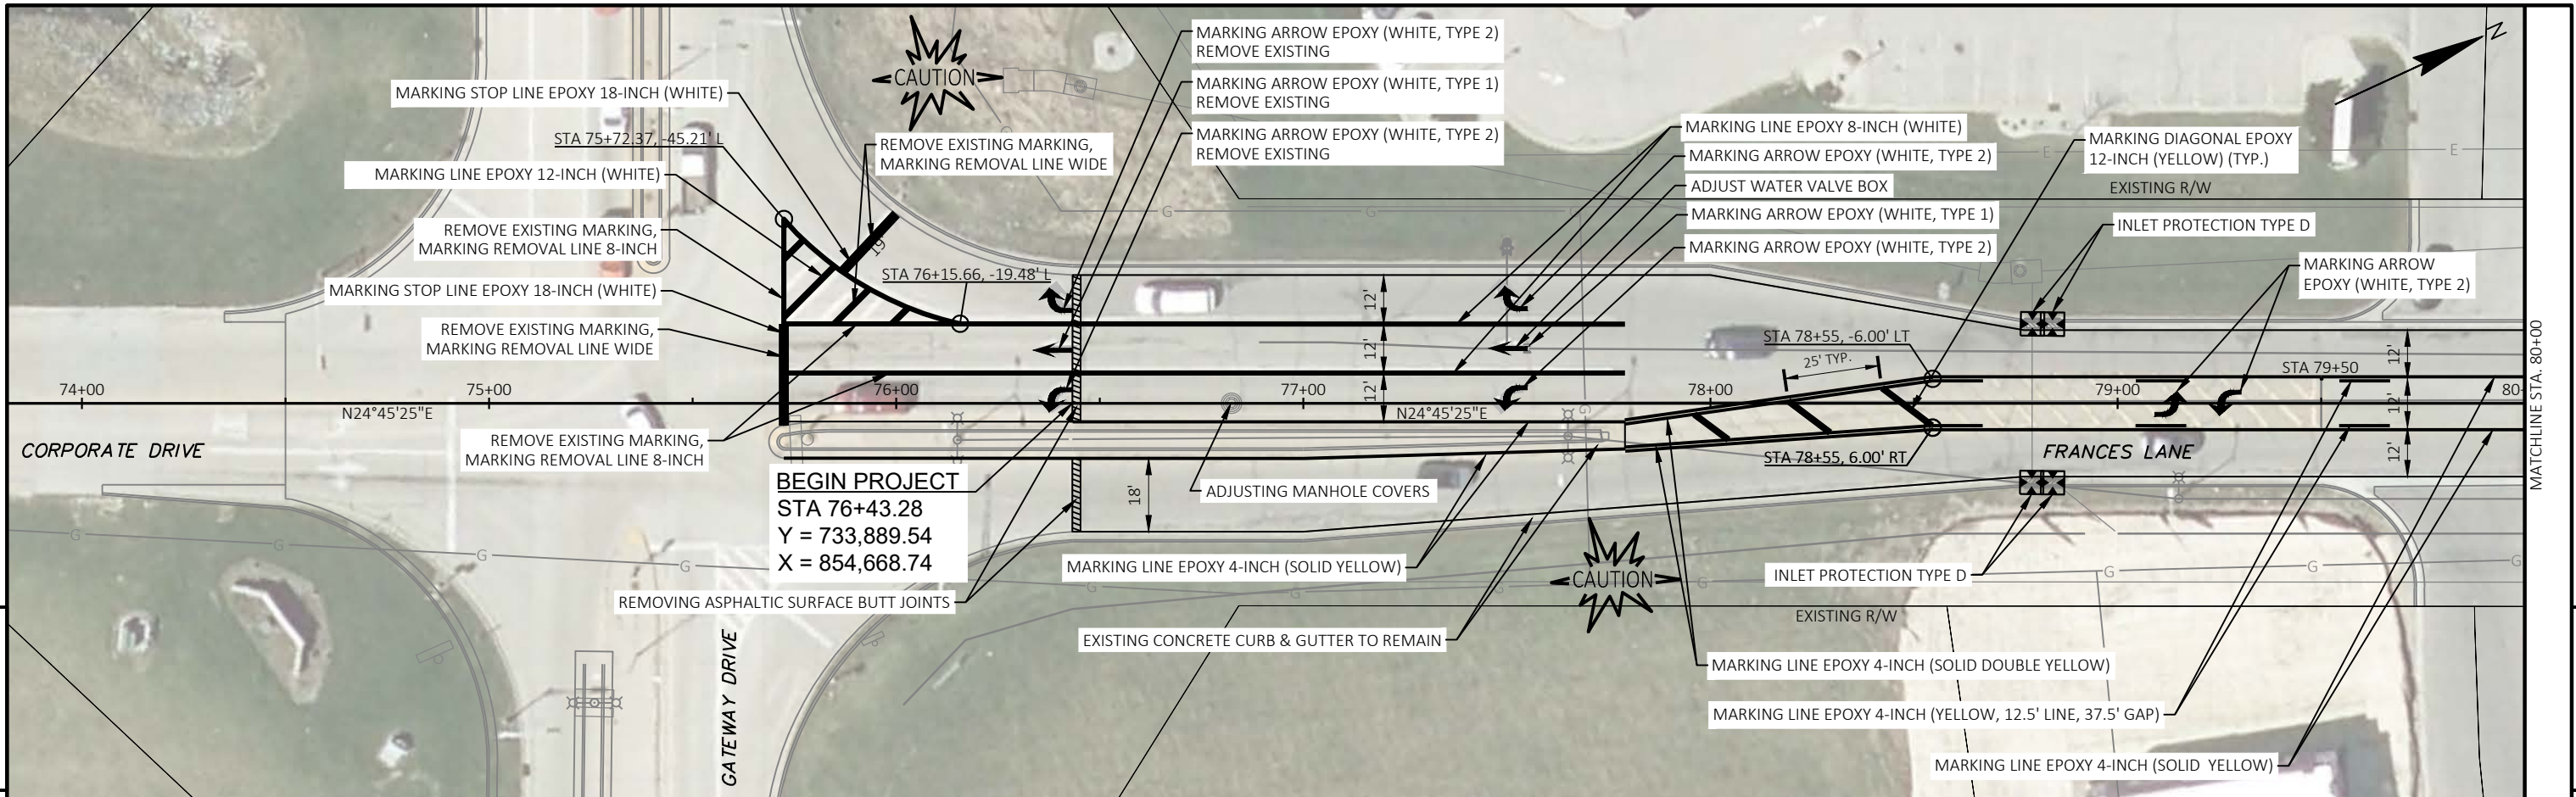 MARKING ARROW EPOXY (WHITE, TYPE 2)
REMOVE EXISTING
MARKING ARROW EPOXY (WHITE, TYPE 1)
REMOVE EXISTING
MARKING ARROW EPOXY (WHITE, TYPE 2)
REMOVE EXISTING
N
CAUTION
MARKING STOP LINE EPOXY 18-INCH (WHITE)
STA 75+72.37, -45.21' L
REMOVE EXISTING MARKING,
MARKING REMOVAL LINE WIDE
MARKING LINE EPOXY 12-INCH (WHITE)
REMOVE EXISTING MARKING,
MARKING REMOVAL LINE 8-INCH
19'
STA 76+15.66, -19.48' L
MARKING STOP LINE EPOXY 18-INCH (WHITE)
REMOVE EXISTING MARKING,
MARKING REMOVAL LINE WIDE
MARKING LINE EPOXY 8-INCH (WHITE)
MARKING ARROW EPOXY (WHITE, TYPE 2)
ADJUST WATER VALVE BOX
MARKING ARROW EPOXY (WHITE, TYPE 1)
MARKING ARROW EPOXY (WHITE, TYPE 2)
MARKING DIAGONAL EPOXY
12-INCH (YELLOW) (TYP.)
E
E
EXISTING R/W
INLET PROTECTION TYPE D
MARKING ARROW
EPOXY (WHITE, TYPE 2)
G
G
G
12'
12'
12'
STA 78+55, -6.00' LT
25' TYP.
STA 79+50
12'
12'
12'
MATCHLINE STA. 80+00
74+00
75+00
76+00
77+00
78+00
79+00
80
N24°45'25"E
N24°45'25"E
G
CORPORATE DRIVE
FRANCES LANE
REMOVE EXISTING MARKING,
MARKING REMOVAL LINE 8-INCH
STA 78+55, 6.00' RT
BEGIN PROJECT
STA 76+43.28
Y = 733,889.54
X = 854,668.74
18'
ADJUSTING MANHOLE COVERS
G
G
G
G
G
G
G
G
G
G
MARKING LINE EPOXY 4-INCH (SOLID YELLOW)
CAUTION
INLET PROTECTION TYPE D
REMOVING ASPHALTIC SURFACE BUTT JOINTS
EXISTING R/W
EXISTING CONCRETE CURB & GUTTER TO REMAIN
GATEWAY DRIVE
MARKING LINE EPOXY 4-INCH (SOLID DOUBLE YELLOW)
MARKING LINE EPOXY 4-INCH (YELLOW, 12.5' LINE, 37.5' GAP)
MARKING LINE EPOXY 4-INCH (SOLID YELLOW)